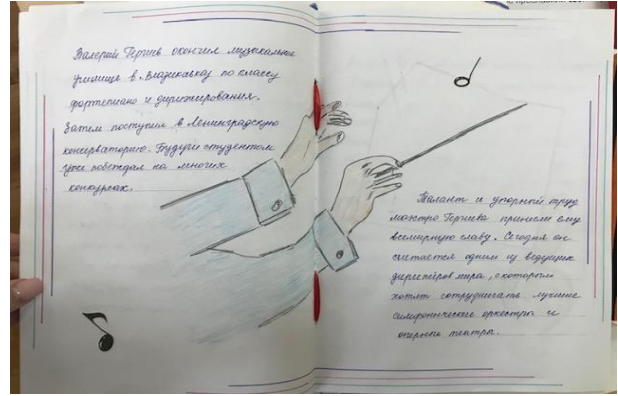 Валерий Гергиев окончил музыкальное
училище в г. Владикавказ по классу
фортепиано и дирижирования.
Затем поступил в Ленинградскую
консерваторию. Будучи студентом
уже побеждал на многих
конкурсах.
Талант и упорный труд
маэстро Гергиева принесли ему
всемирную славу. Сегодня он
считается одним из ведущих
дирижёров мира, с которым
хотят сотрудничать лучшие
симфонические оркестры и
оперные театры.